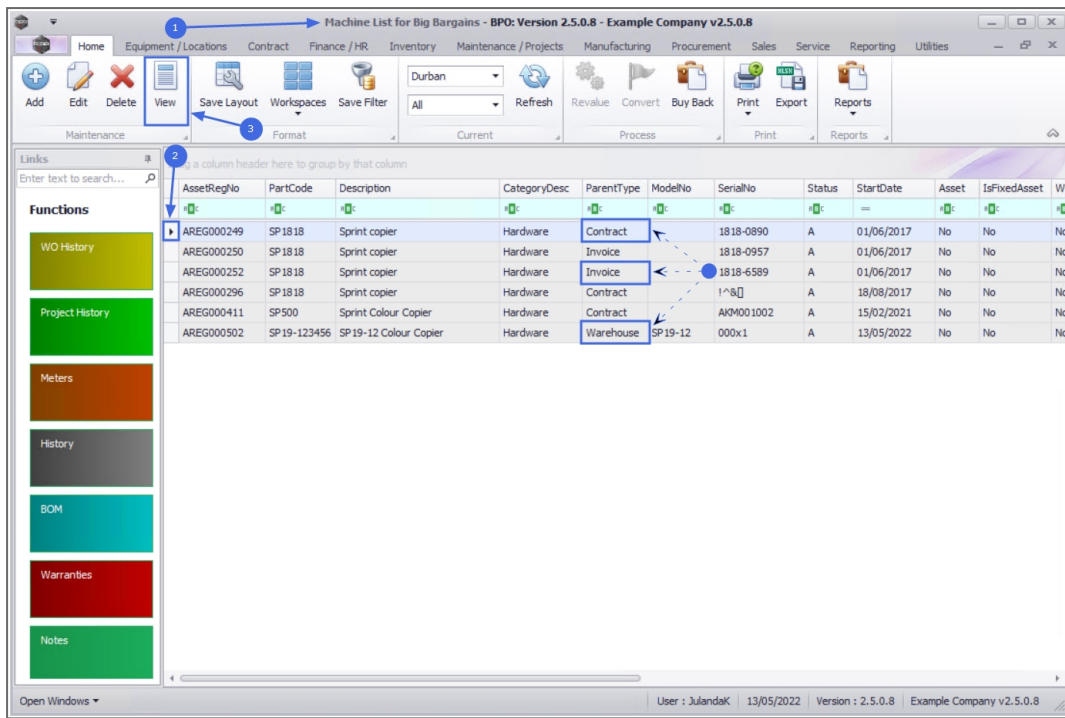 1
Machine List for Big Bargains - BPO: Version 2.5.0.8 - Example Company v2.5.0.8
Home Equipment / Locations Contract Finance / HR Inventory Maintenance / Projects Manufacturing Procurement Sales Service Reporting Utilities
Add Edit Delete View Save Layout Workspaces Save Filter Durban All Refresh Revalue Convert Buy Back Print Export Reports
Maintenance 3 Format Current Process Print Reports
Links 2 a column header here to group by that column
Enter text to search...
AssetRegNo PartCode Description CategoryDesc ParentType ModelNo SerialNo Status StartDate Asset IsFixedAsset
Functions
AREG000249 SP1818 Sprint copier Hardware Contract 1818-0890 A 01/06/2017 No No
AREG000250 SP1818 Sprint copier Hardware Invoice 1818-0957 A 01/06/2017 No No
AREG000252 SP1818 Sprint copier Hardware Invoice 1818-6589 A 01/06/2017 No No
AREG000296 SP1818 Sprint copier Hardware Contract !^&[] A 18/08/2017 No No
AREG000411 SP500 Sprint Colour Copier Hardware Contract AKM001002 A 15/02/2021 No No
AREG000502 SP19-123456 SP19-12 Colour Copier Hardware Warehouse SP19-12 000x1 A 13/05/2022 No No
WO History
Project History
Meters
History
BOM
Warranties
Notes
Open Windows User : JulandaK 13/05/2022 Version : 2.5.0.8 Example Company v2.5.0.8